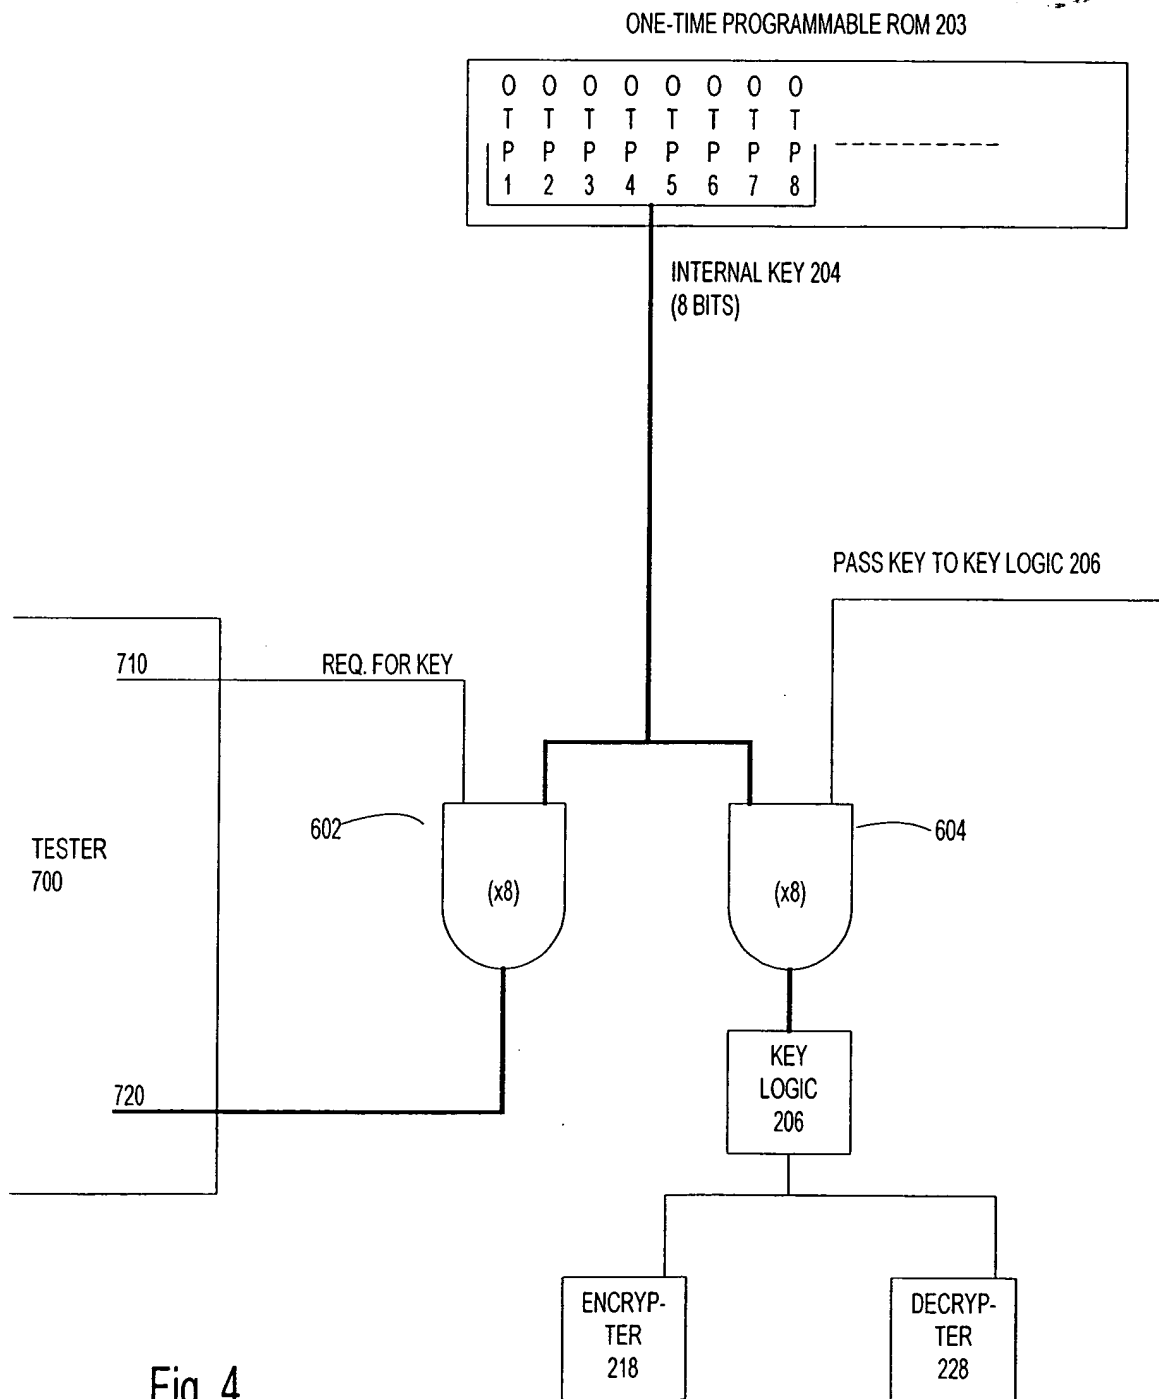 ONE-TIME PROGRAMMABLE ROM 203
O O O O O O O O
T T T T T T T T
P P P P P P P P
1 2 3 4 5 6 7 8
INTERNAL KEY 204
(8 BITS)
PASS KEY TO KEY LOGIC 206
710
REQ. FOR KEY
602
604
TESTER
700
(x8)
(x8)
720
KEY
LOGIC
206
ENCRYP-
TER
218
DECRYP-
TER
228
Fig. 4